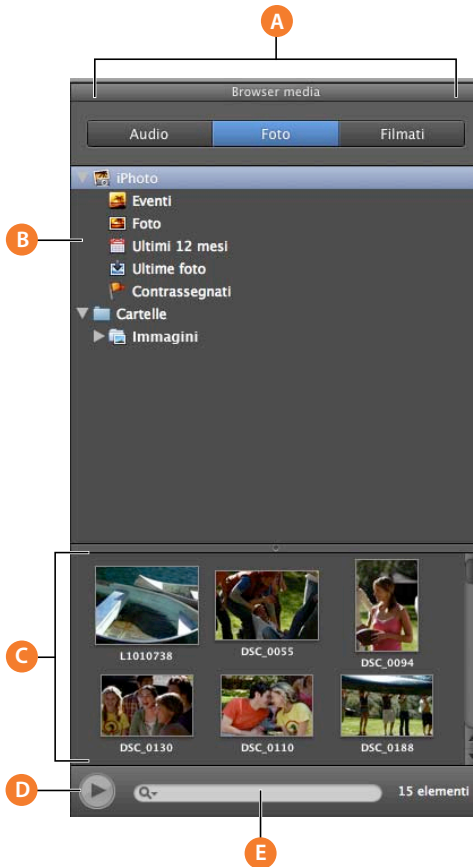 A
Browser media
Audio Foto Filmati
iPhoto
Eventi
B
Foto
Ultimi 12 mesi
Ultime foto
Contrassegnati
Cartelle
Immagini
C
L1010738 DSC_0055 DSC_0094
DSC_0130 DSC_0110 DSC_0188
D
15 elementi
E